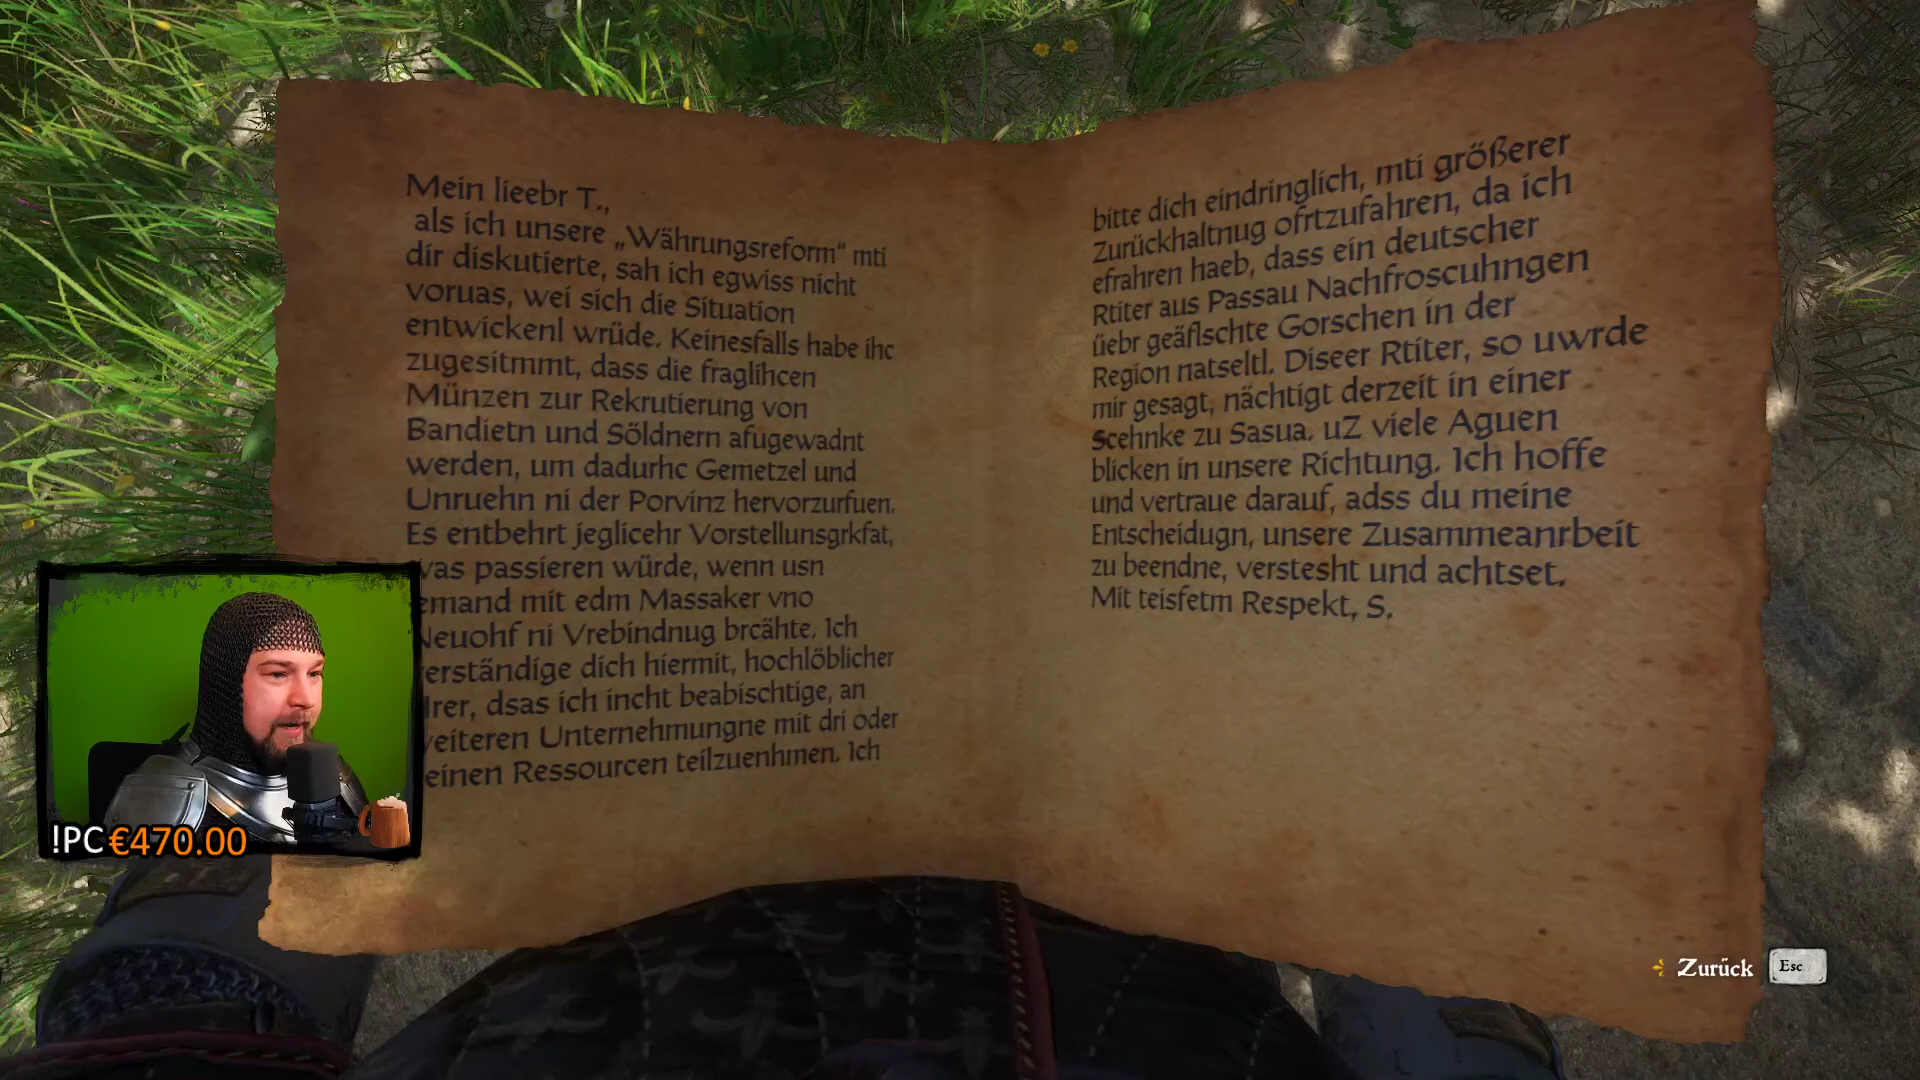 Mein lieebr T.,
als ich unsere „Währungsreform“ mti
dir diskutierte, sah ich egwiss nicht
voruas, wei sich die Situation
entwickenl wrüde. Keinesfalls habe ihc
zugesitmmt, dass die fraglihcen
Münzen zur Rekrutierung von
Bandietn und Söldnern afugewadnt
werden, um dadurhc Gemetzel und
Unruehn ni der Porvinz hervorzurfuen.
Es entbehrt jeglicehr Vorstellunsgrkfat,
was passieren würde, wenn usn
emand mit edm Massaker vno
Neuohf ni Vrebindnug brcähte. Ich
verständige dich hiermit, hochlöblicher
rer, dsas ich incht beabischtige, an
weiteren Unternehmungne mit dri oder
einen Ressourcen teilzuenhmen. Ich
bitte dich eindringlich, mti größerer
Zurückhaltnug ofrtzufahren, da ich
efrahren haeb, dass ein deutscher
Rtiter aus Passau Nachfroscuhngen
üebr geäflschte Gorschen in der
Region natseltl. Diseer Rtiter, so uwrde
mir gesagt, nächtigt derzeit in einer
Scehnke zu Sasua. uZ viele Aguen
blicken in unsere Richtung. Ich hoffe
und vertraue darauf, adss du meine
Entscheidugn, unsere Zusammeanrbeit
zu beendne, verstesht und achtset.
Mit teisfetm Respekt, S.
!PC €470.00
Zurück Esc